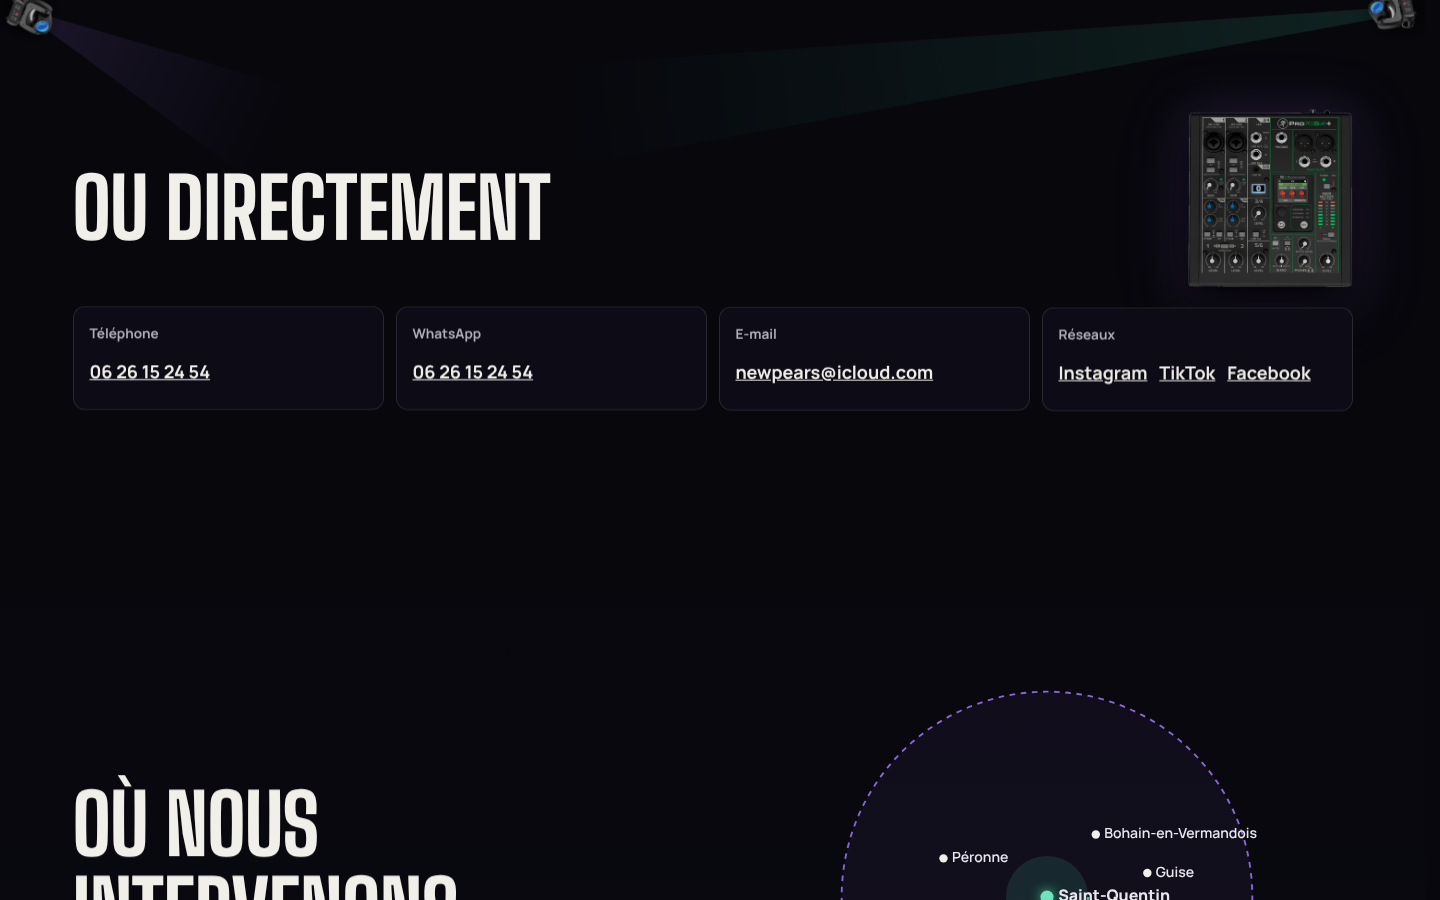 OU DIRECTEMENT
Téléphone
06 26 15 24 54
WhatsApp
06 26 15 24 54
E-mail
newpears@icloud.com
Réseaux
Instagram TikTok Facebook
OÙ NOUS
INTERVENONS
Bohain-en-Vermandois
Péronne
Guise
Saint-Quentin